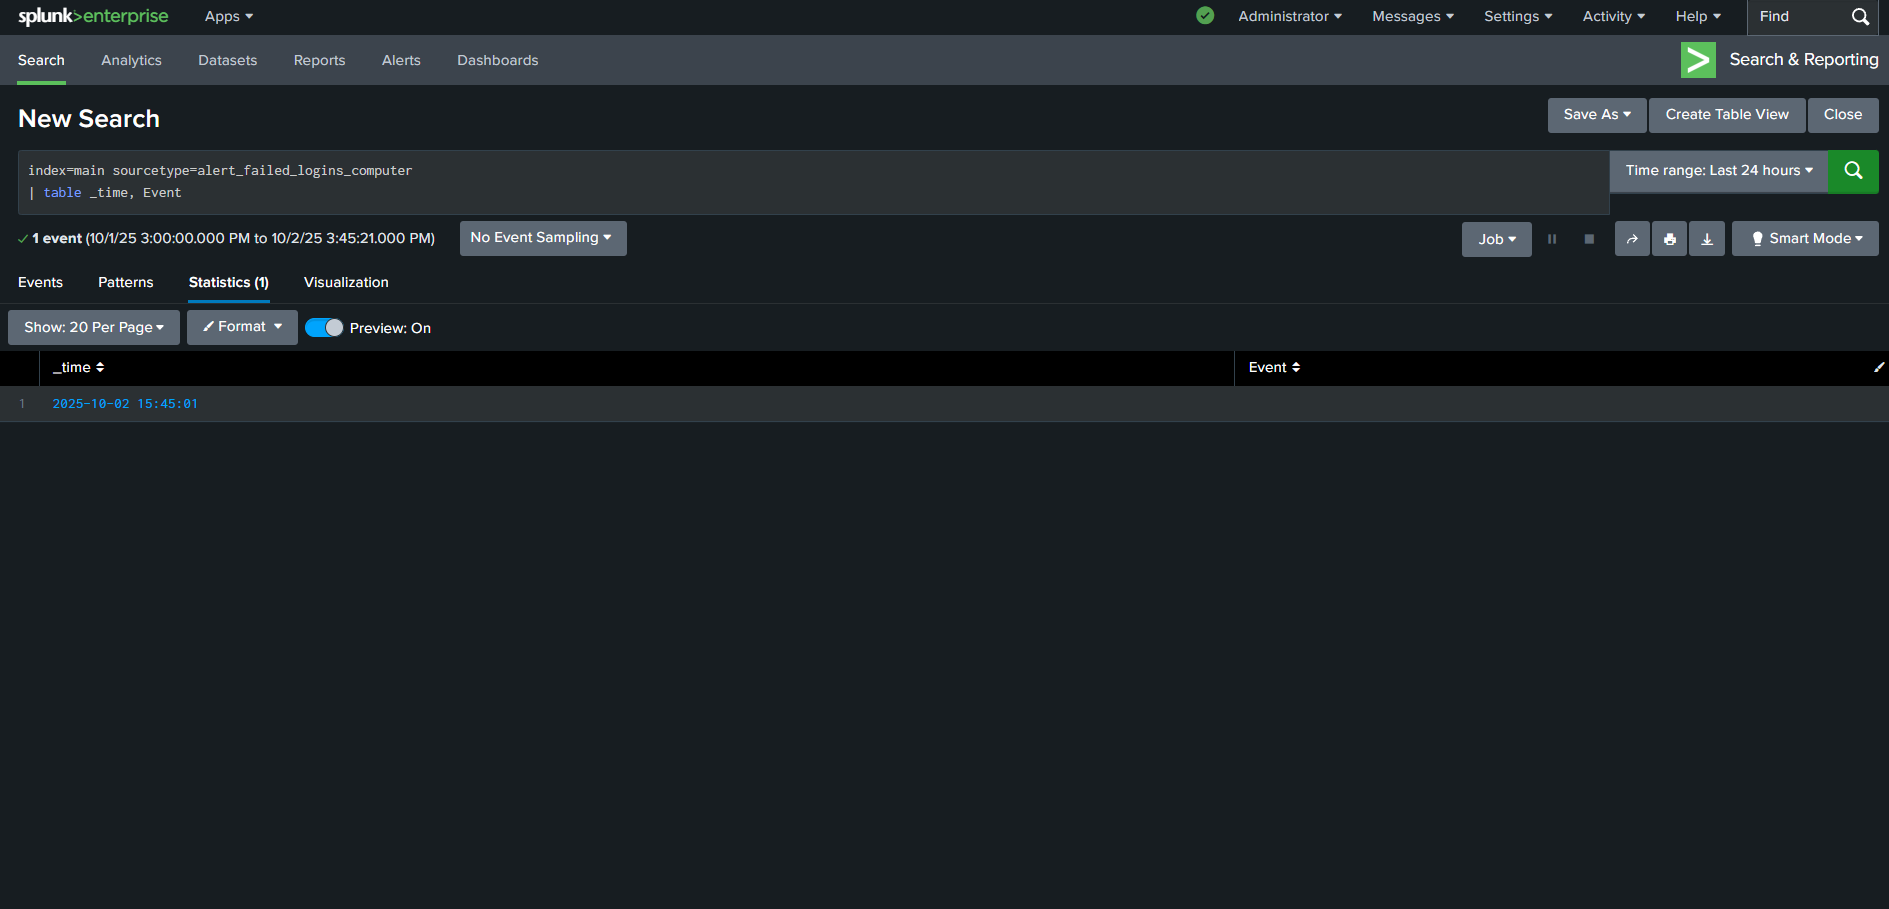 splunk>enterprise Apps Administrator Messages Settings Activity Help Find
Search Analytics Datasets Reports Alerts Dashboards Search & Reporting
New Search Save As Create Table View Close
index=main sourcetype=alert_failed_logins_computer Time range: Last 24 hours
| table _time, Event
1 event (10/1/25 3:00:00.000 PM to 10/2/25 3:45:21.000 PM) No Event Sampling Job Smart Mode
Events Patterns Statistics (1) Visualization
Show: 20 Per Page Format Preview: On
_time Event
1 2025-10-02 15:45:01